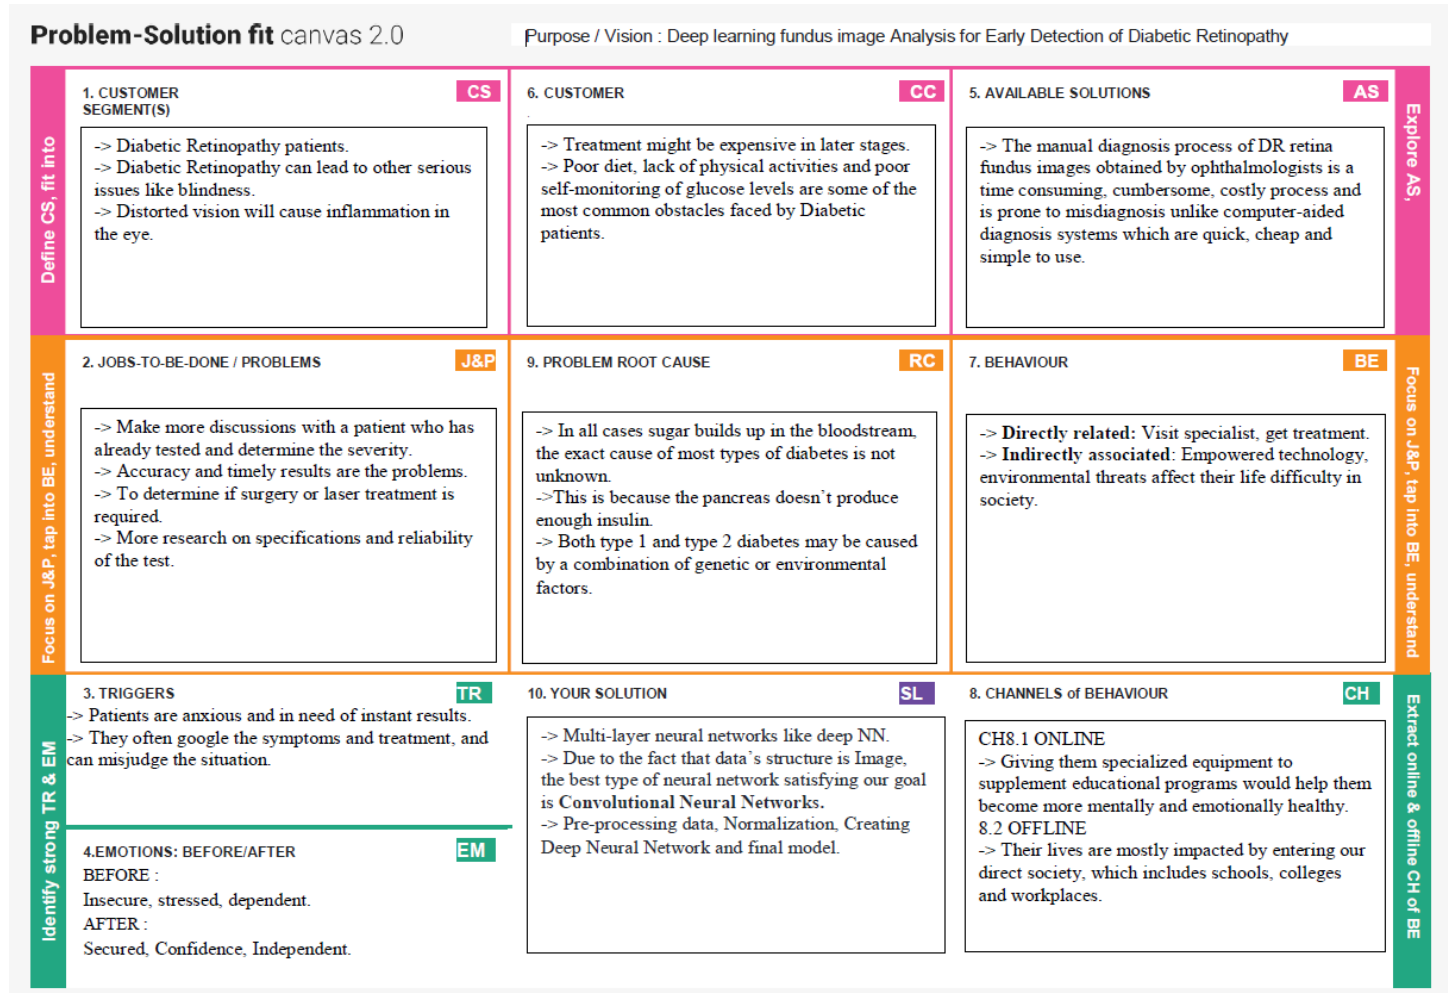 Problem-Solution fit canvas 2.0
Purpose / Vision : Deep learning fundus image Analysis for Early Detection of Diabetic Retinopathy
Define CS, fit into
1. CUSTOMER
SEGMENT(S)
CS
-> Diabetic Retinopathy patients.
-> Diabetic Retinopathy can lead to other serious
issues like blindness.
-> Distorted vision will cause inflammation in
the eye.
6. CUSTOMER
CC
-> Treatment might be expensive in later stages.
-> Poor diet, lack of physical activities and poor
self-monitoring of glucose levels are some of the
most common obstacles faced by Diabetic
patients.
5. AVAILABLE SOLUTIONS
AS
-> The manual diagnosis process of DR retina
fundus images obtained by ophthalmologists is a
time consuming, cumbersome, costly process and
is prone to misdiagnosis unlike computer-aided
diagnosis systems which are quick, cheap and
simple to use.
Explore AS,
Focus on J&P, tap into BE, understand
2. JOBS-TO-BE-DONE / PROBLEMS
J&P
-> Make more discussions with a patient who has
already tested and determine the severity.
-> Accuracy and timely results are the problems.
-> To determine if surgery or laser treatment is
required.
-> More research on specifications and reliability
of the test.
9. PROBLEM ROOT CAUSE
RC
-> In all cases sugar builds up in the bloodstream,
the exact cause of most types of diabetes is not
unknown.
->This is because the pancreas doesn't produce
enough insulin.
-> Both type 1 and type 2 diabetes may be caused
by a combination of genetic or environmental
factors.
7. BEHAVIOUR
BE
-> Directly related: Visit specialist, get treatment.
-> Indirectly associated: Empowered technology,
environmental threats affect their life difficulty in
society.
Focus on J&P, tap into BE, understand
Identify strong TR & EM
3. TRIGGERS
TR
-> Patients are anxious and in need of instant results.
-> They often google the symptoms and treatment, and
can misjudge the situation.
4.EMOTIONS: BEFORE/AFTER
EM
BEFORE :
Insecure, stressed, dependent.
AFTER :
Secured, Confidence, Independent.
10. YOUR SOLUTION
SL
-> Multi-layer neural networks like deep NN.
-> Due to the fact that data's structure is Image,
the best type of neural network satisfying our goal
is Convolutional Neural Networks.
-> Pre-processing data, Normalization, Creating
Deep Neural Network and final model.
8. CHANNELS of BEHAVIOUR
CH
CH8.1 ONLINE
-> Giving them specialized equipment to
supplement educational programs would help them
become more mentally and emotionally healthy.
8.2 OFFLINE
-> Their lives are mostly impacted by entering our
direct society, which includes schools, colleges
and workplaces.
Extract online & offline CH of BE